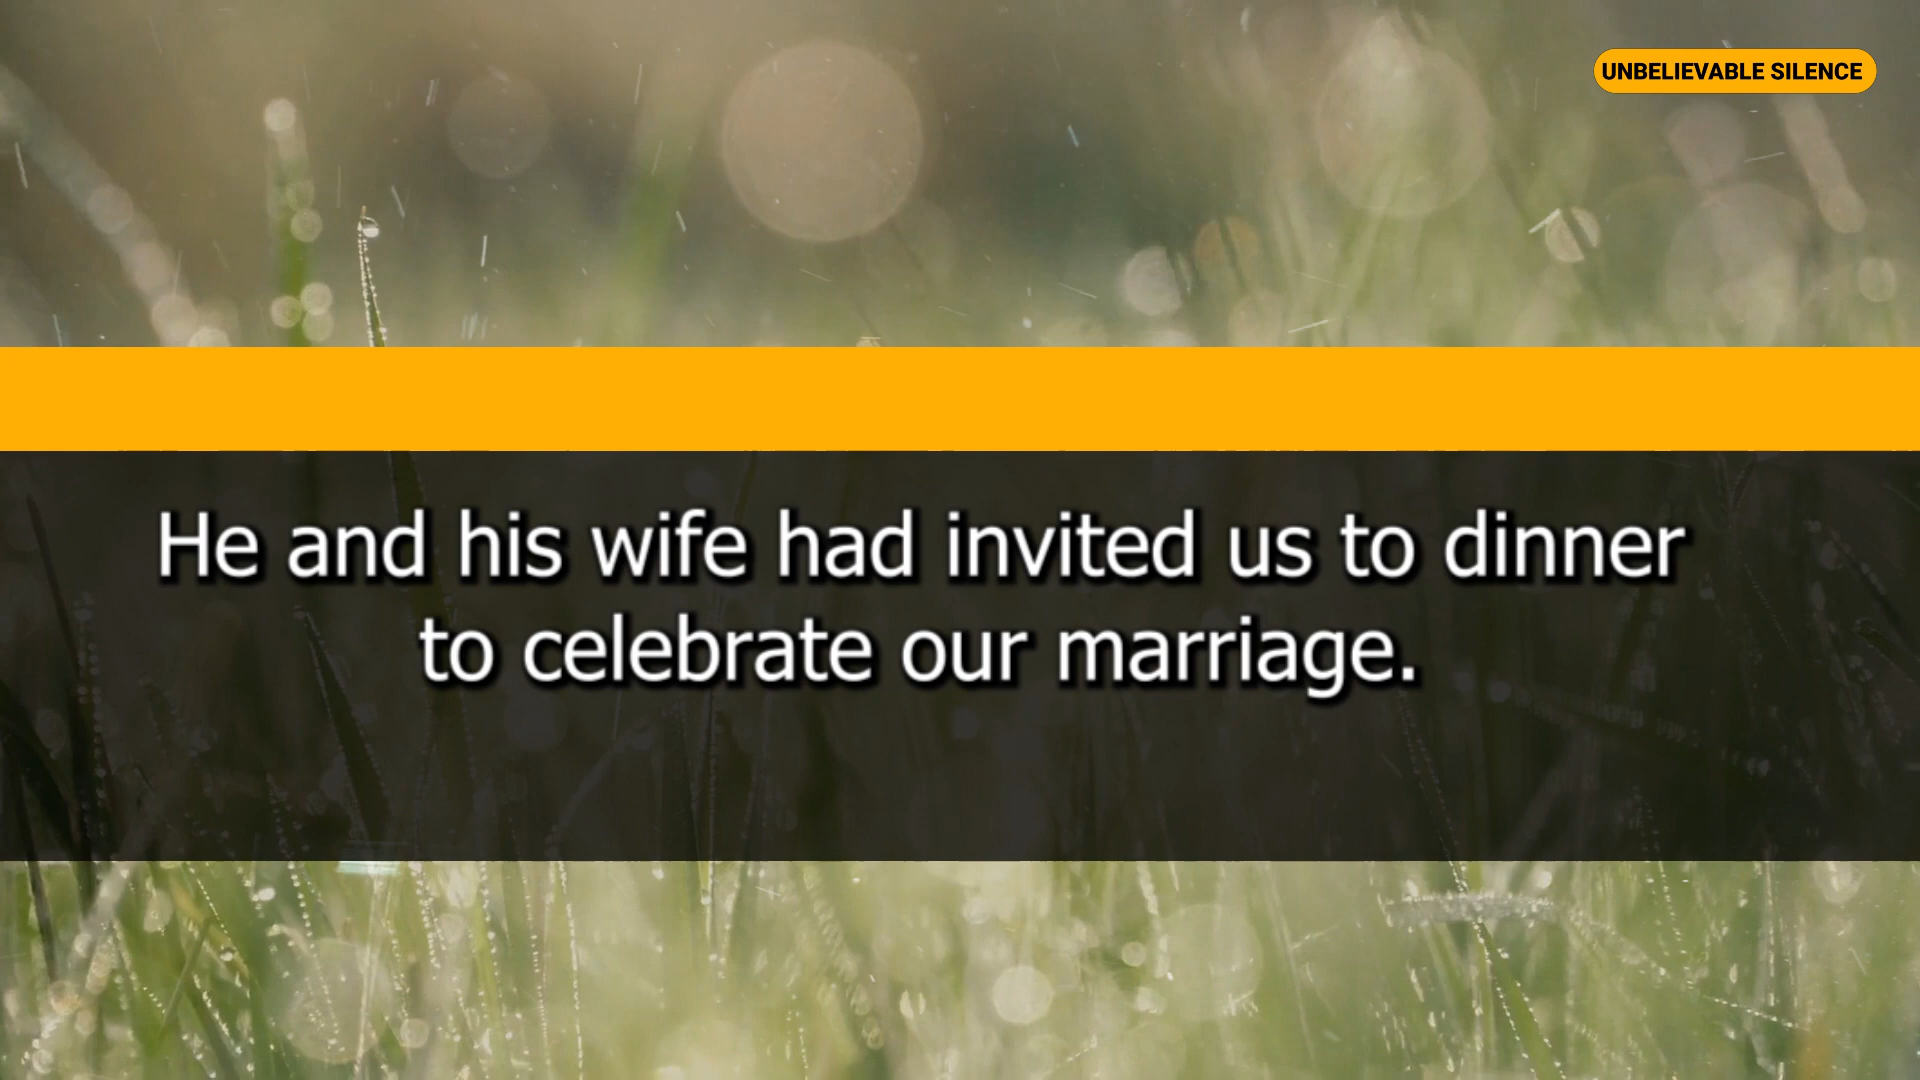 UNBELIEVABLE SILENCE
He and his wife had invited us to dinner
to celebrate our marriage.